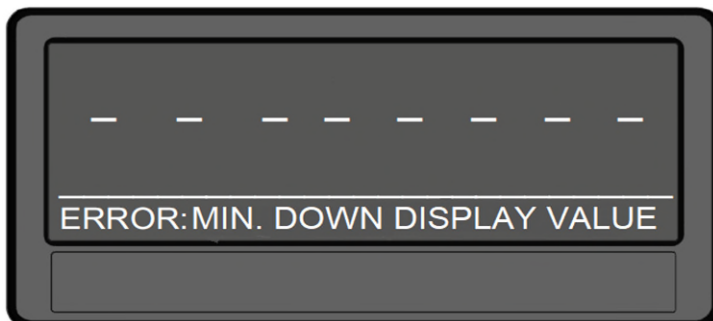 – – – – – – – –
ERROR:MIN. DOWN DISPLAY VALUE